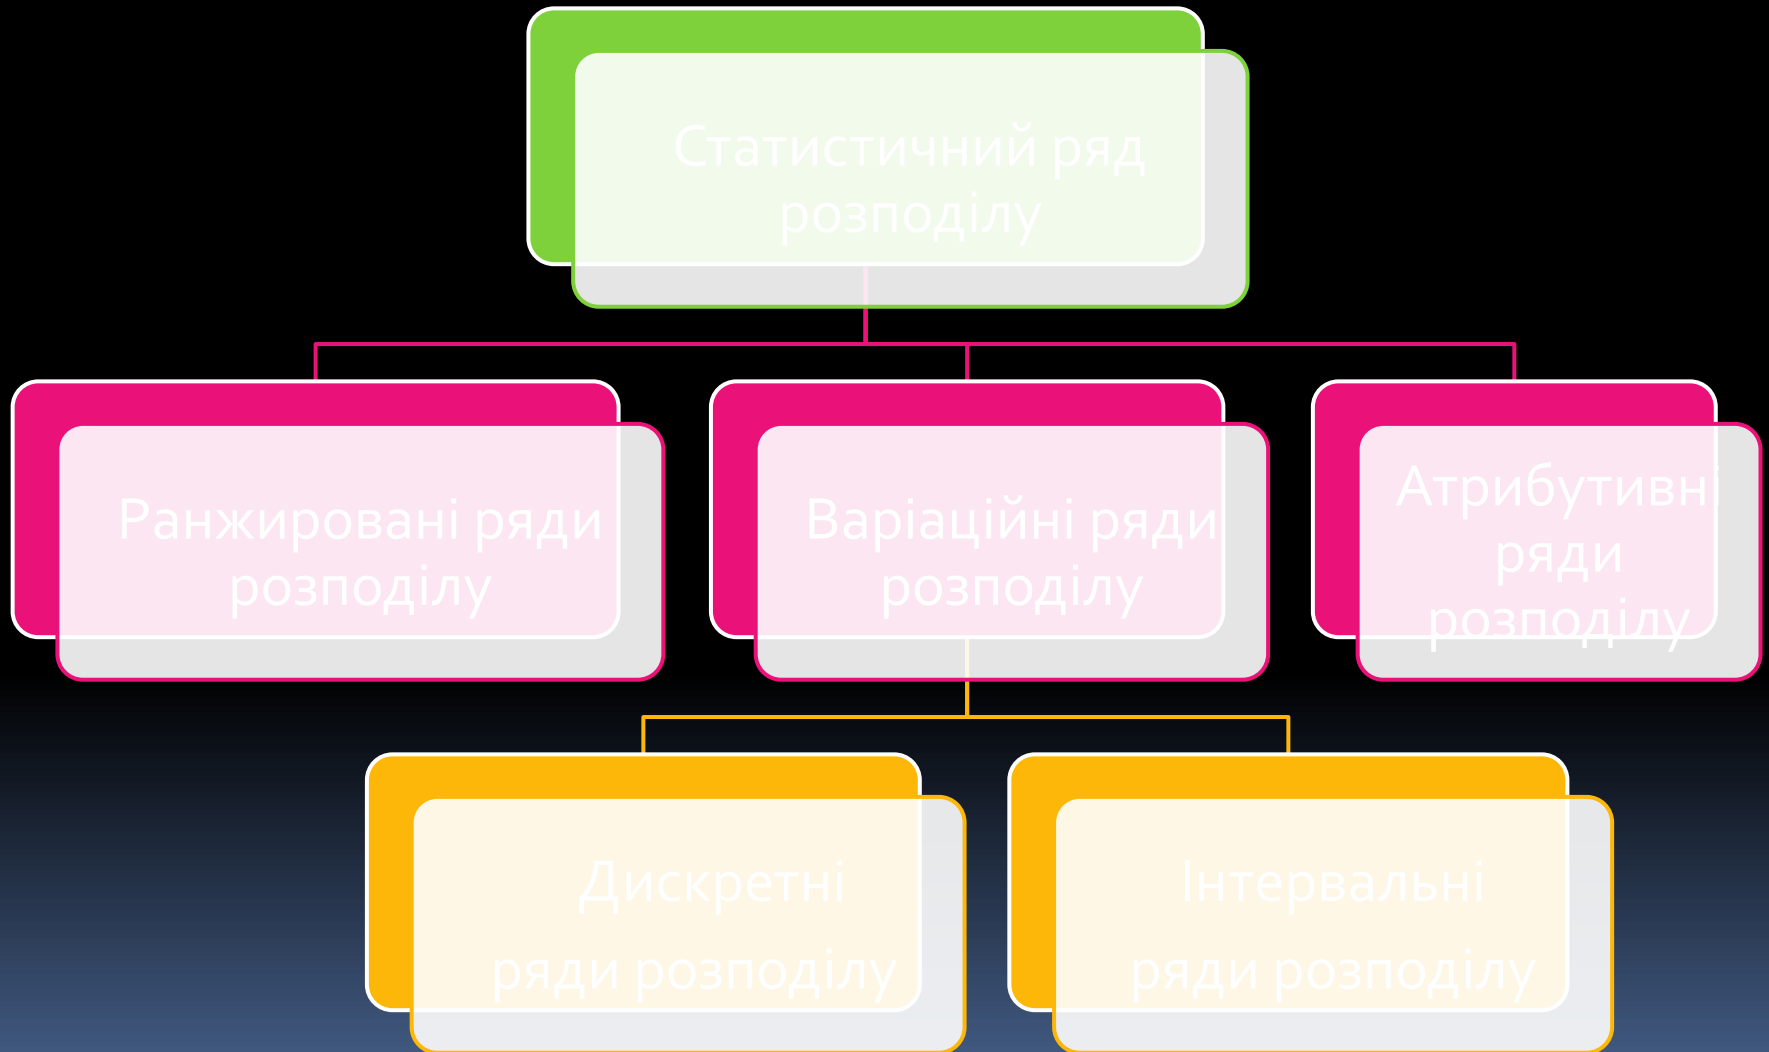 Статистичний ряд
розподілу
Ранжировані ряди
розподілу
Варіаційні ряди
розподілу
Атрибутивні
ряди
розподілу
Дискретні
ряди розподілу
Інтервальні
ряди розподілу